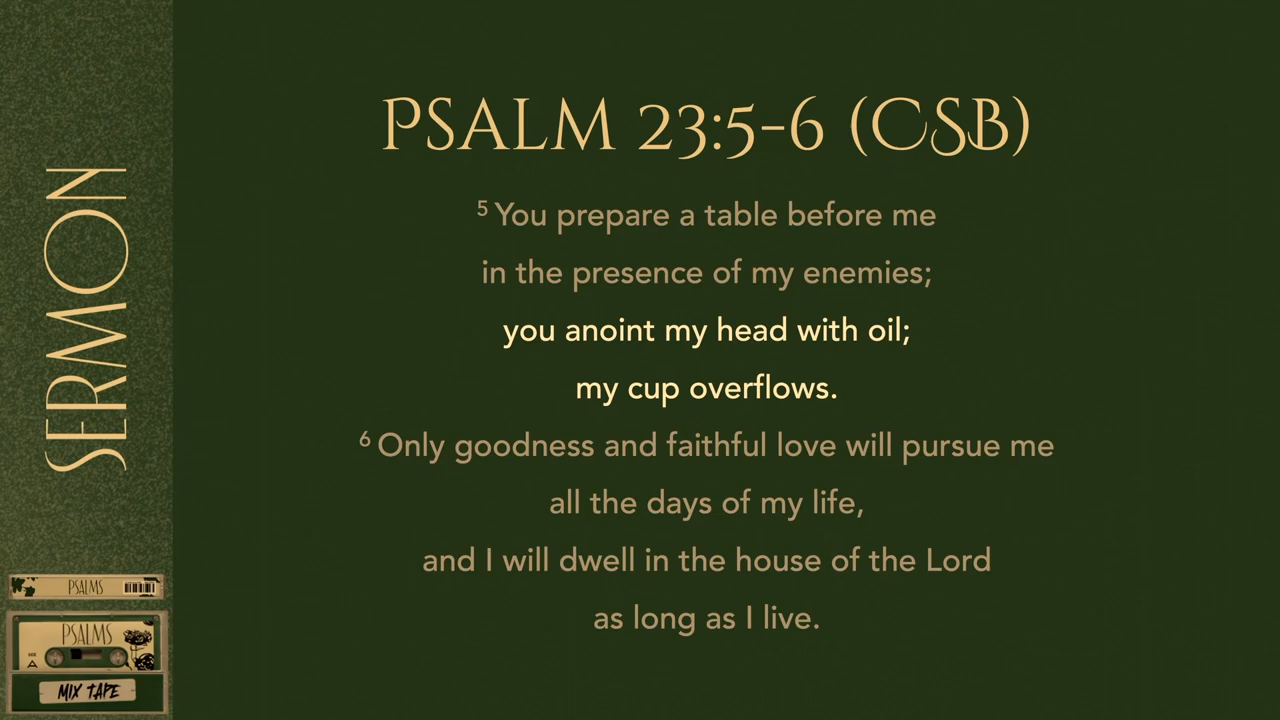 SERMON
PSALM 23:5-6 (CSB)
5 You prepare a table before me
in the presence of my enemies;
you anoint my head with oil;
my cup overflows.
6 Only goodness and faithful love will pursue me
all the days of my life,
and I will dwell in the house of the Lord
as long as I live.
PSALMS
PSALMS
A
MIX TAPE